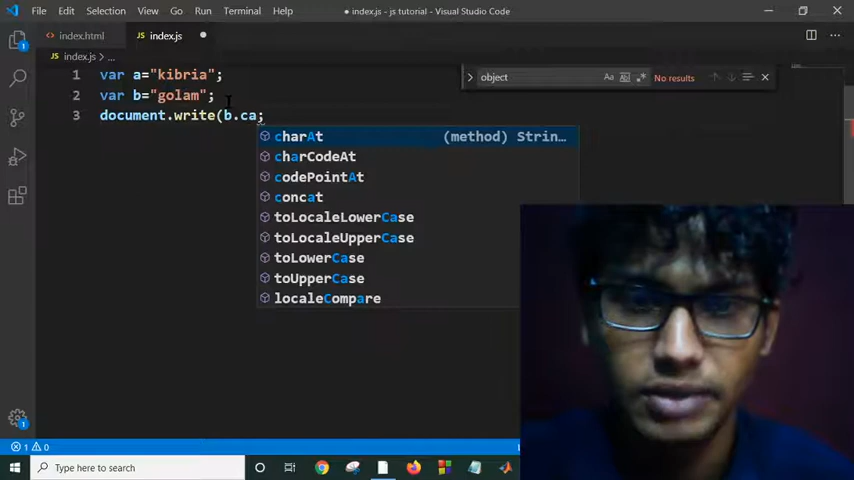 File Edit Selection View Go Run Terminal Help
● index.js - js tutorial - Visual Studio Code
index.html
index.js
index.js > ...
object
Aa
No results
1 var a="kibria";
2 var b="golam";
3 document.write(b.ca;
charAt (method) Strin…
charCodeAt
codePointAt
concat
toLocaleLowerCase
toLocaleUpperCase
toLowerCase
toUpperCase
localeCompare
1 0
Type here to search